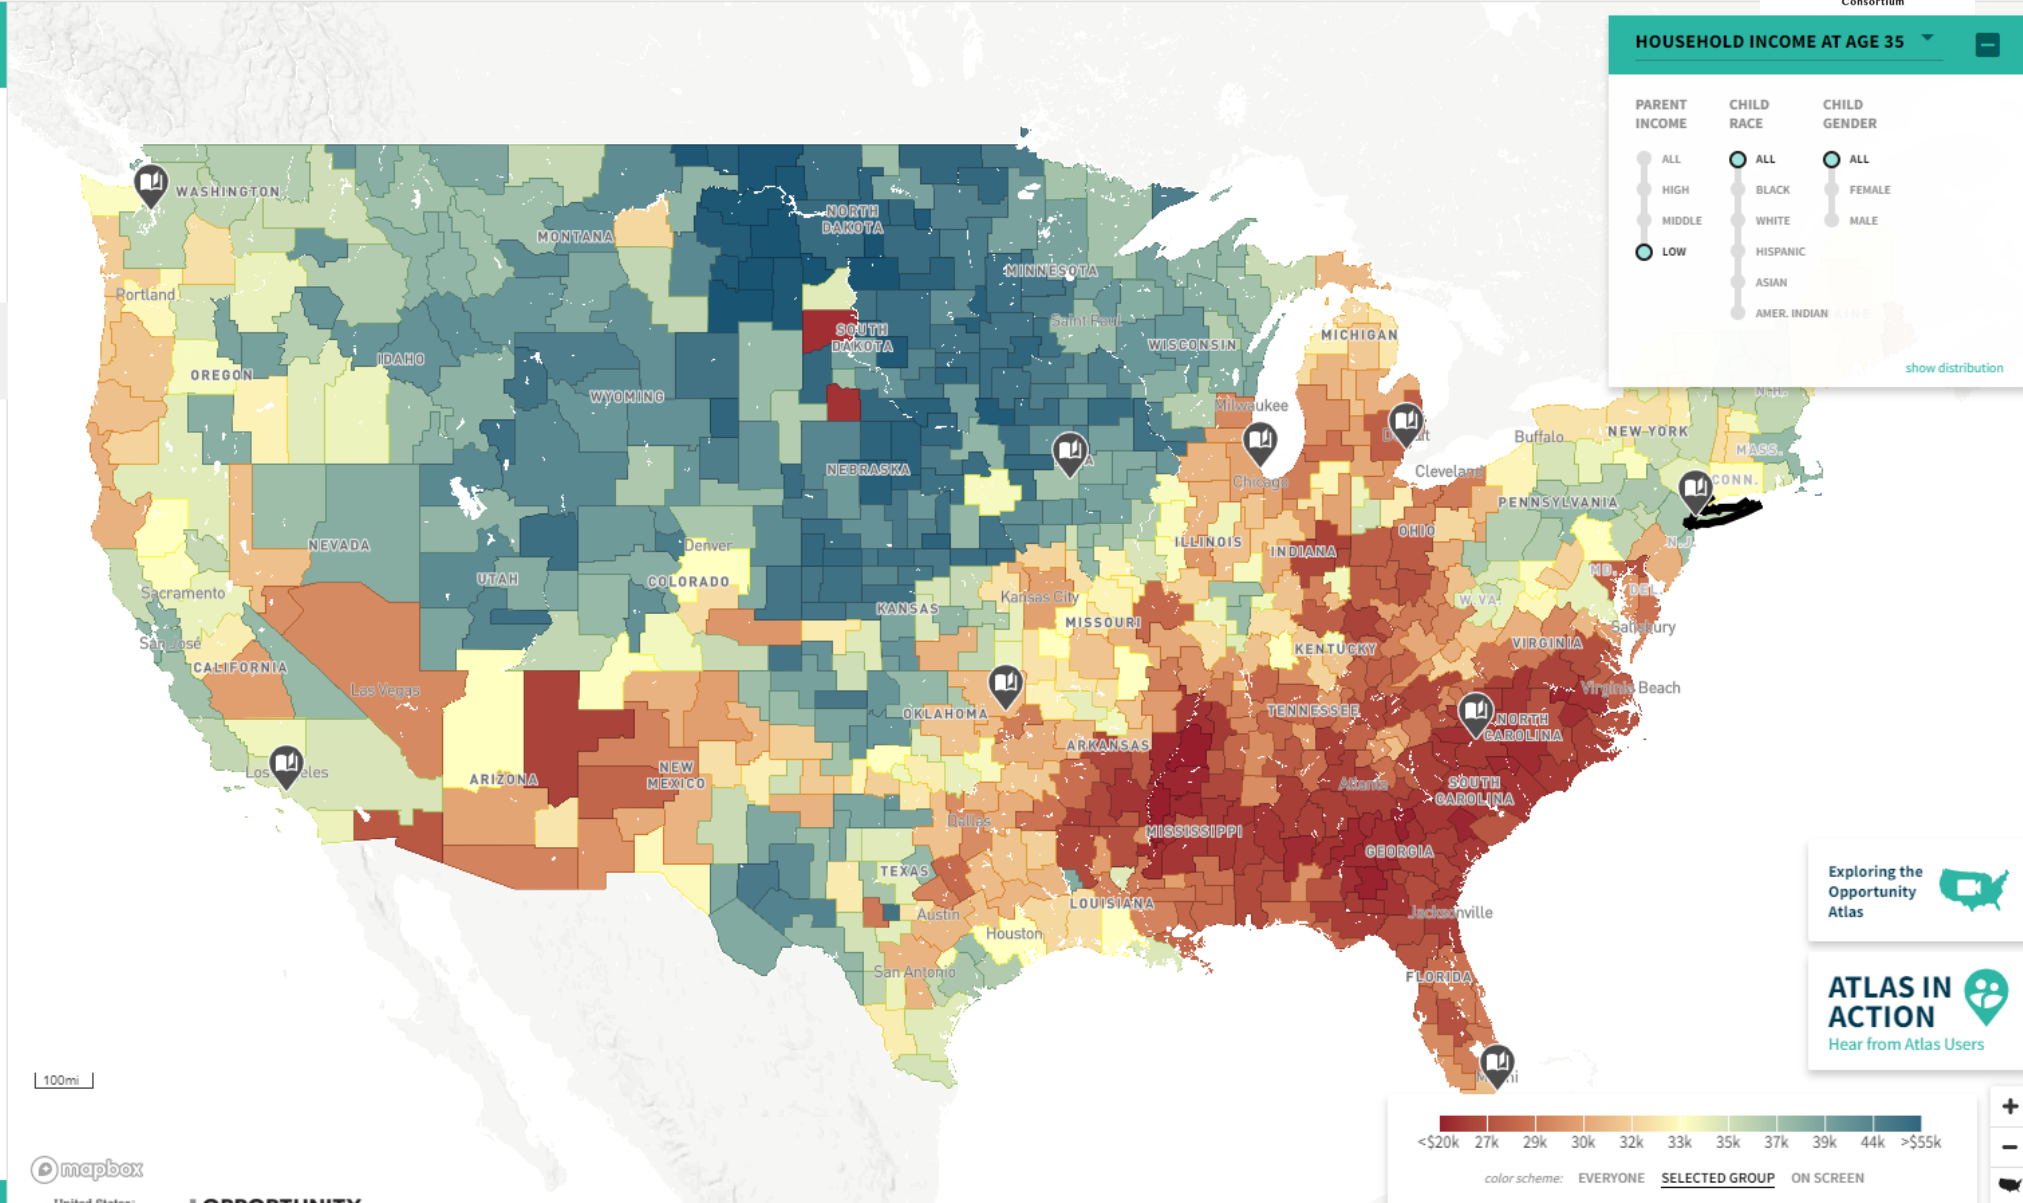 Consortium
HOUSEHOLD INCOME AT AGE 35
PARENT INCOME
CHILD RACE
CHILD GENDER
ALL
HIGH
MIDDLE
LOW
ALL
BLACK
WHITE
HISPANIC
ASIAN
AMER. INDIAN
ALL
FEMALE
MALE
show distribution
WASHINGTON
NORTH DAKOTA
MONTANA
MINNESOTA
Portland
Saint Paul
SOUTH DAKOTA
MICHIGAN
WISCONSIN
IDAHO
OREGON
WYOMING
N.H.
Milwaukee
NEW YORK
Buffalo
MASS.
NEBRASKA
Cleveland
Chicago
CONN.
PENNSYLVANIA
OHIO
NEVADA
Denver
ILLINOIS
INDIANA
N.J.
UTAH
COLORADO
MD.
DEL.
Sacramento
Kansas City
W.VA.
KANSAS
MISSOURI
Salisbury
San José
VIRGINIA
KENTUCKY
CALIFORNIA
Las Vegas
Virginia Beach
OKLAHOMA
TENNESSEE
NORTH CAROLINA
ARKANSAS
Los eles
ARIZONA
NEW MEXICO
Atlanta
SOUTH CAROLINA
Dallas
MISSISSIPPI
GEORGIA
TEXAS
LOUISIANA
Austin
Jacksonville
Houston
San Antonio
FLORIDA
Exploring the
Opportunity
Atlas
ATLAS IN
ACTION
Hear from Atlas Users
100mi
<$20k 27k 29k 30k 32k 33k 35k 37k 39k 44k >$55k
color scheme: EVERYONE SELECTED GROUP ON SCREEN
mapbox
United States:
OPPORTUNITY